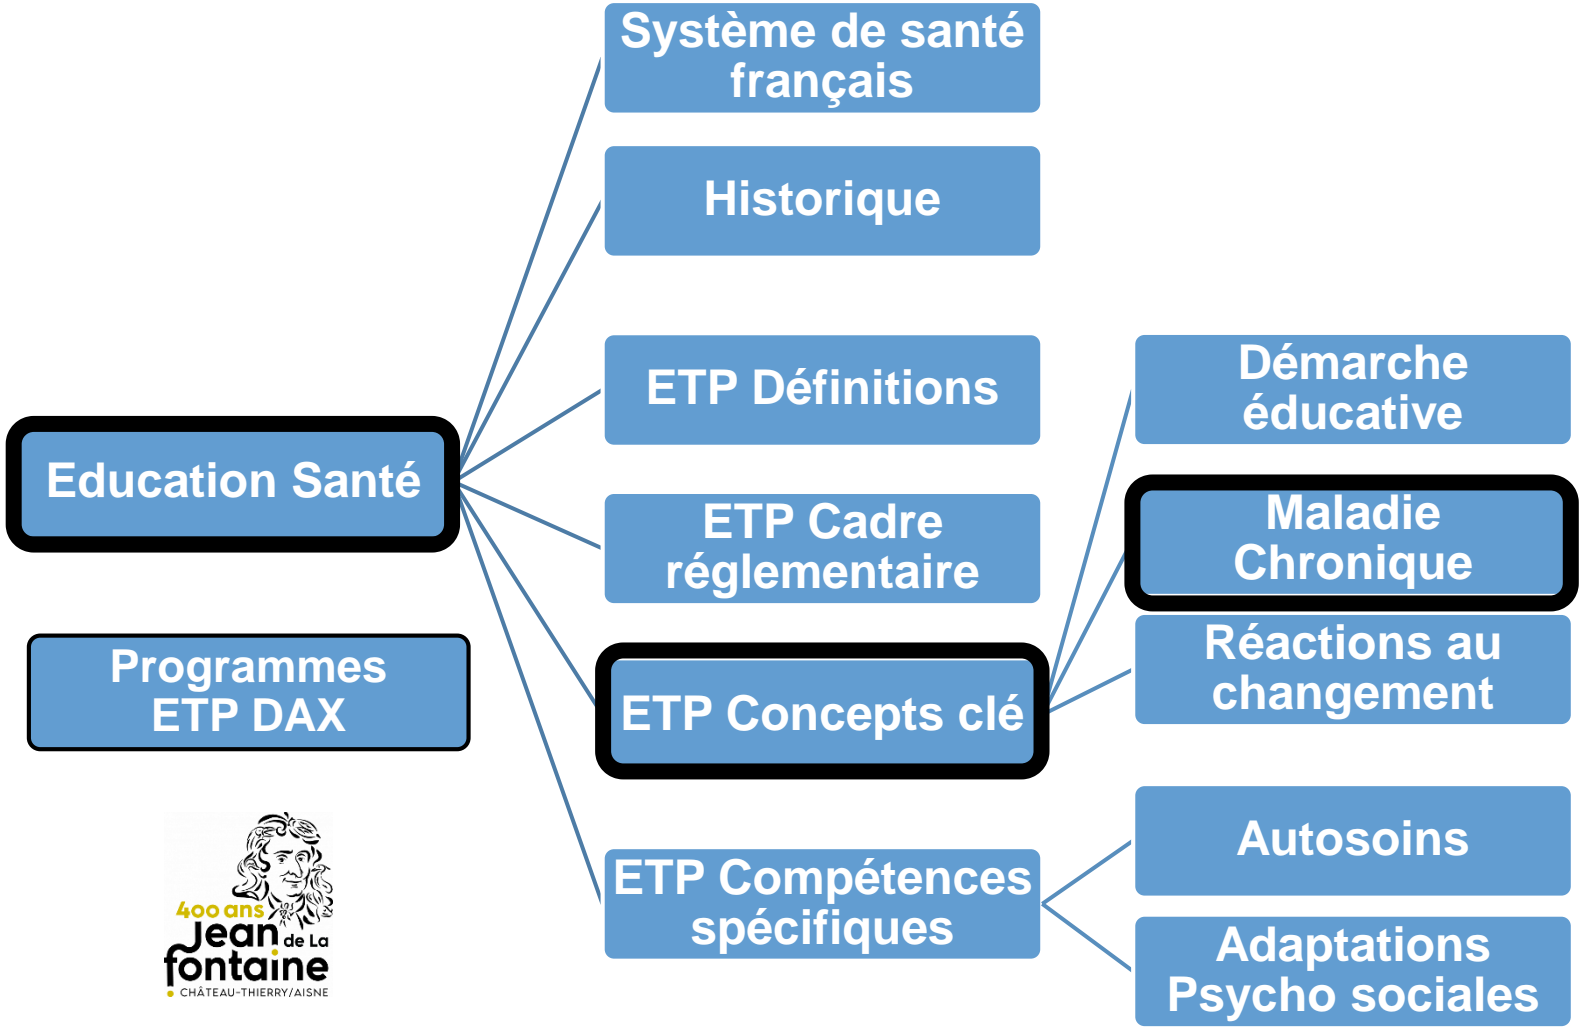 Système de santé
français
Historique
ETP Définitions
Démarche
éducative
Education Santé
ETP Cadre
réglementaire
Maladie
Chronique
Programmes
ETP DAX
ETP Concepts clé
Réactions au
changement
ETP Compétences
spécifiques
Autosoins
Adaptations
Psycho sociales
400 ans
Jean de La
fontaine
CHÂTEAU-THIERRY/AISNE